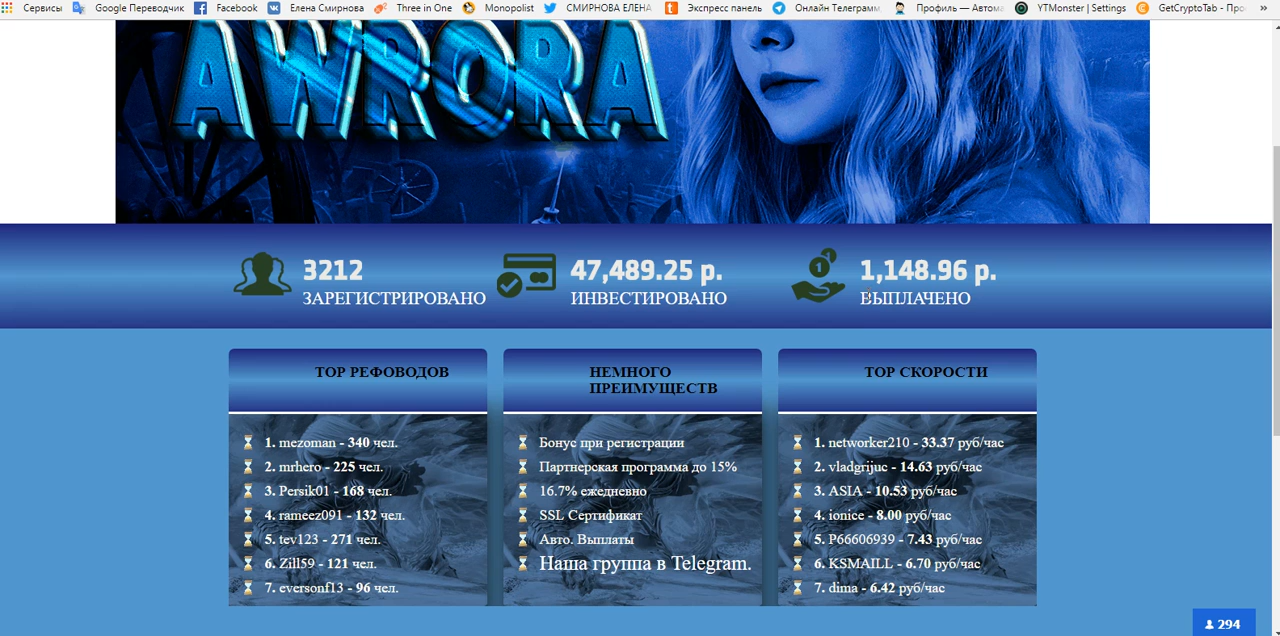 Сервисы Google Переводчик Facebook Елена Смирнова Three in One Monopolist СМИРНОВА ЕЛЕНА Экспресс панель Онлайн Телеграмм Профиль — Автома YTMonster | Settings GetCryptoTab - Про »
AWRORA
3212
ЗАРЕГИСТРИРОВАНО
47,489.25 р.
ИНВЕСТИРОВАНО
1,148.96 р.
ВЫПЛАЧЕНО
TOP РЕФОВОДОВ
1. mezoman - 340 чел.
2. mrhero - 225 чел.
3. Persik01 - 168 чел.
4. rameez091 - 132 чел.
5. tev123 - 271 чел.
6. Zill59 - 121 чел.
7. eversonf13 - 96 чел.
НЕМНОГО
ПРЕИМУЩЕСТВ
Бонус при регистрации
Партнерская программа до 15%
16.7% ежедневно
SSL Сертификат
Авто. Выплаты
Наша группа в Telegram.
TOP СКОРОСТИ
1. networker210 - 33.37 руб/час
2. vladgrijuc - 14.63 руб/час
3. ASIA - 10.53 руб/час
4. ionice - 8.00 руб/час
5. P66606939 - 7.43 руб/час
6. KSMAILL - 6.70 руб/час
7. dima - 6.42 руб/час
294